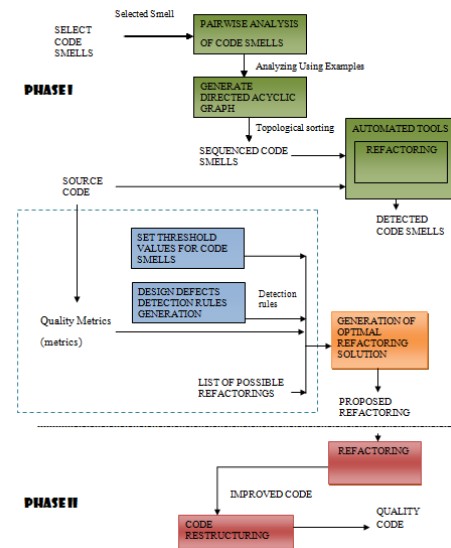 Selected Smell
SELECT
CODE
SMELLS
PAIRWISE ANALYSIS
OF CODE SMELLS
Analyzing Using Examples
PHASE I
GENERATE
DIRECTED ACYCLIC
GRAPH
Topological sorting
AUTOMATED TOOLS
REFACTORING
SEQUENCED CODE
SMELLS
SOURCE
CODE
DETECTED
CODE SMELLS
SET THRESHOLD
VALUES FOR CODE
SMELLS
DESIGN DEFECTS
DETECTION RULES
GENERATION
Detection
rules
Quality Metrics
(metrics)
GENERATION OF
OPTIMAL
REFACTORING
SOLUTION
LIST OF POSSIBLE
REFACTORINGS
PROPOSED
REFACTORING
REFACTORING
IMPROVED CODE
PHASE II
CODE
RESTRUCTURING
QUALITY
CODE